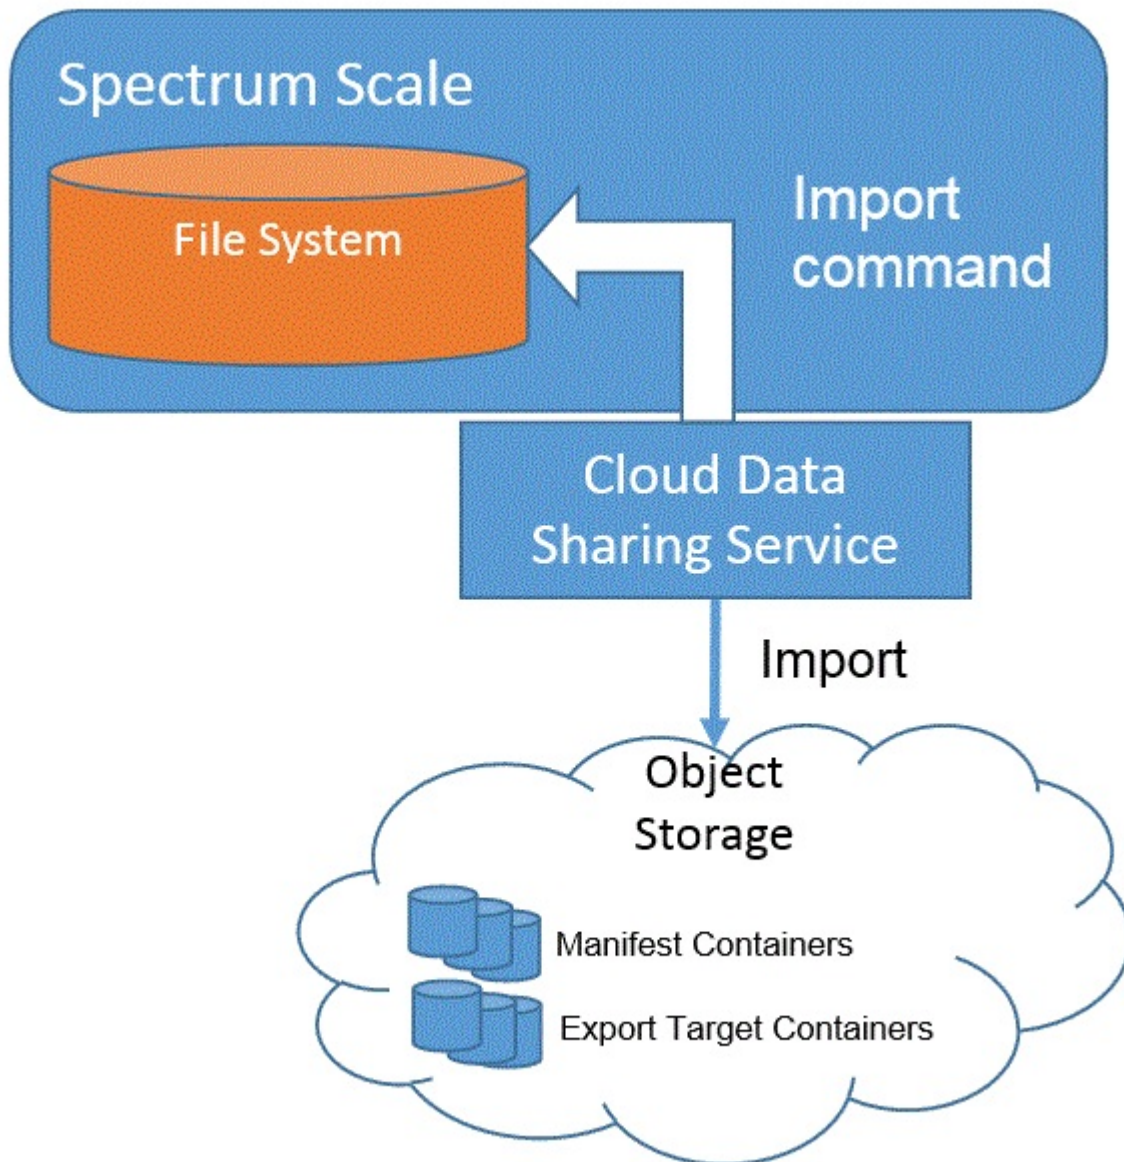 Spectrum Scale
File System
Import
command
Cloud Data
Sharing Service
Import
Object
Storage
Manifest Containers
Export Target Containers